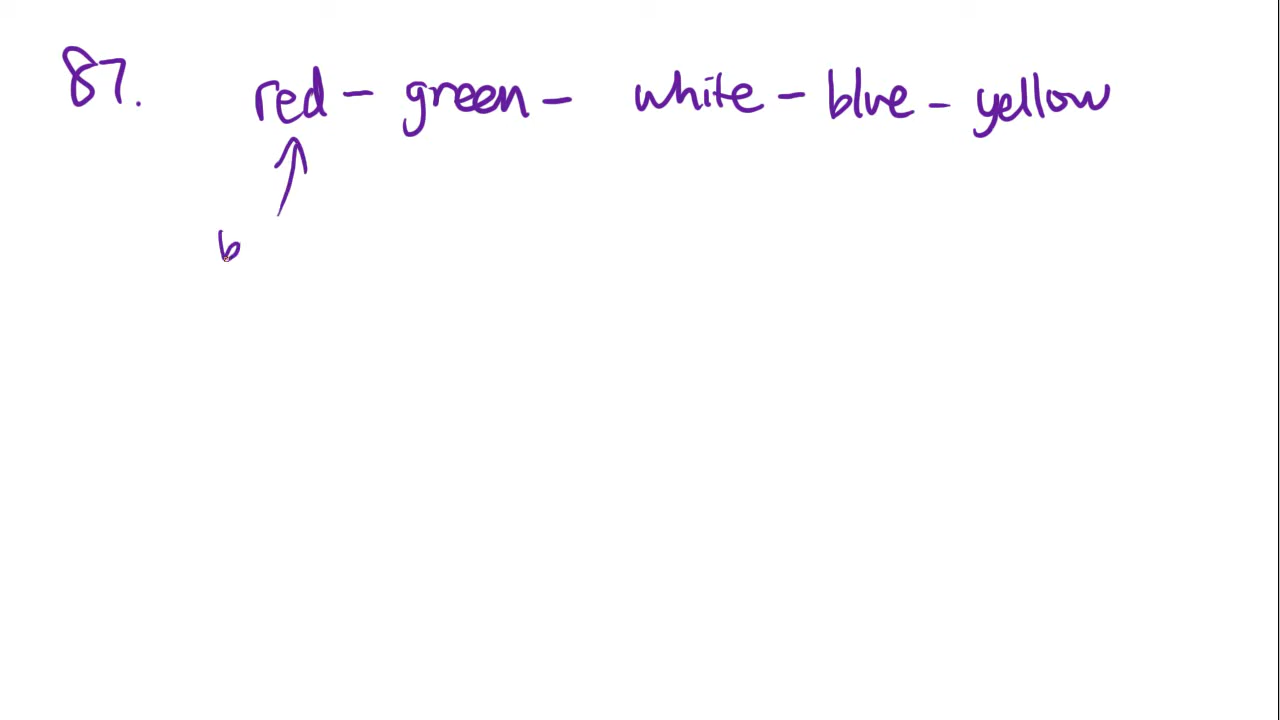 87. red - green - white - blue - yellow
b